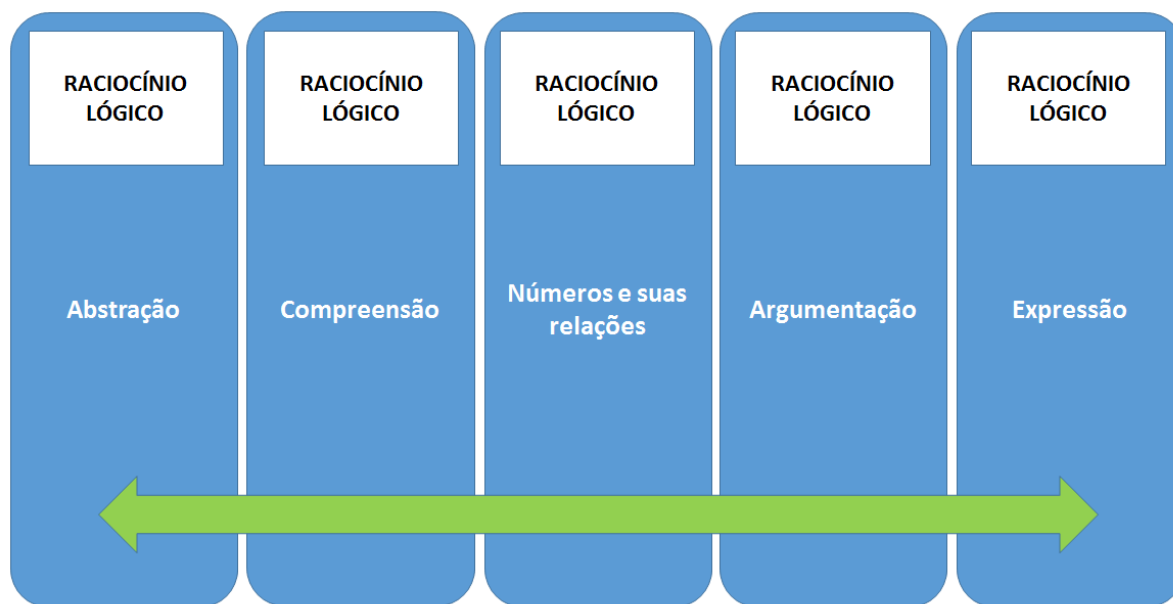 RACIOCÍNIO
LÓGICO
Abstração
RACIOCÍNIO
LÓGICO
Compreensão
RACIOCÍNIO
LÓGICO
Números e suas
relações
RACIOCÍNIO
LÓGICO
Argumentação
RACIOCÍNIO
LÓGICO
Expressão